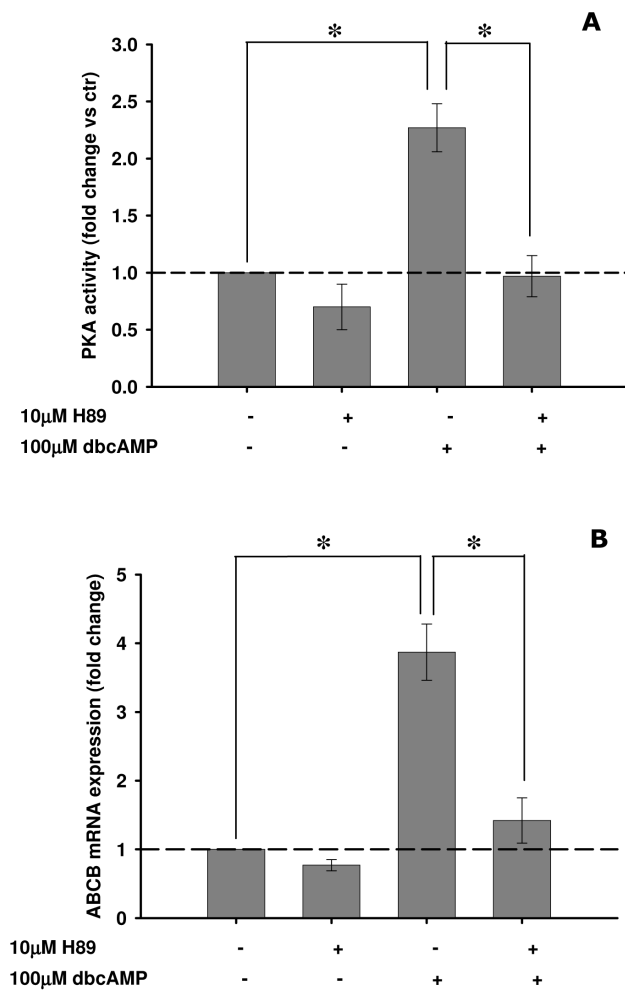 A
*
*
PKA activity (fold change vs ctr)
3.0
2.5
2.0
1.5
1.0
0.5
0.0
10μM H89 - + - +
100μM dbcAMP - - + +
B
*
*
ABCB mRNA expression (fold change)
5
4
3
2
1
0
10μM H89 - + - +
100μM dbcAMP - - + +